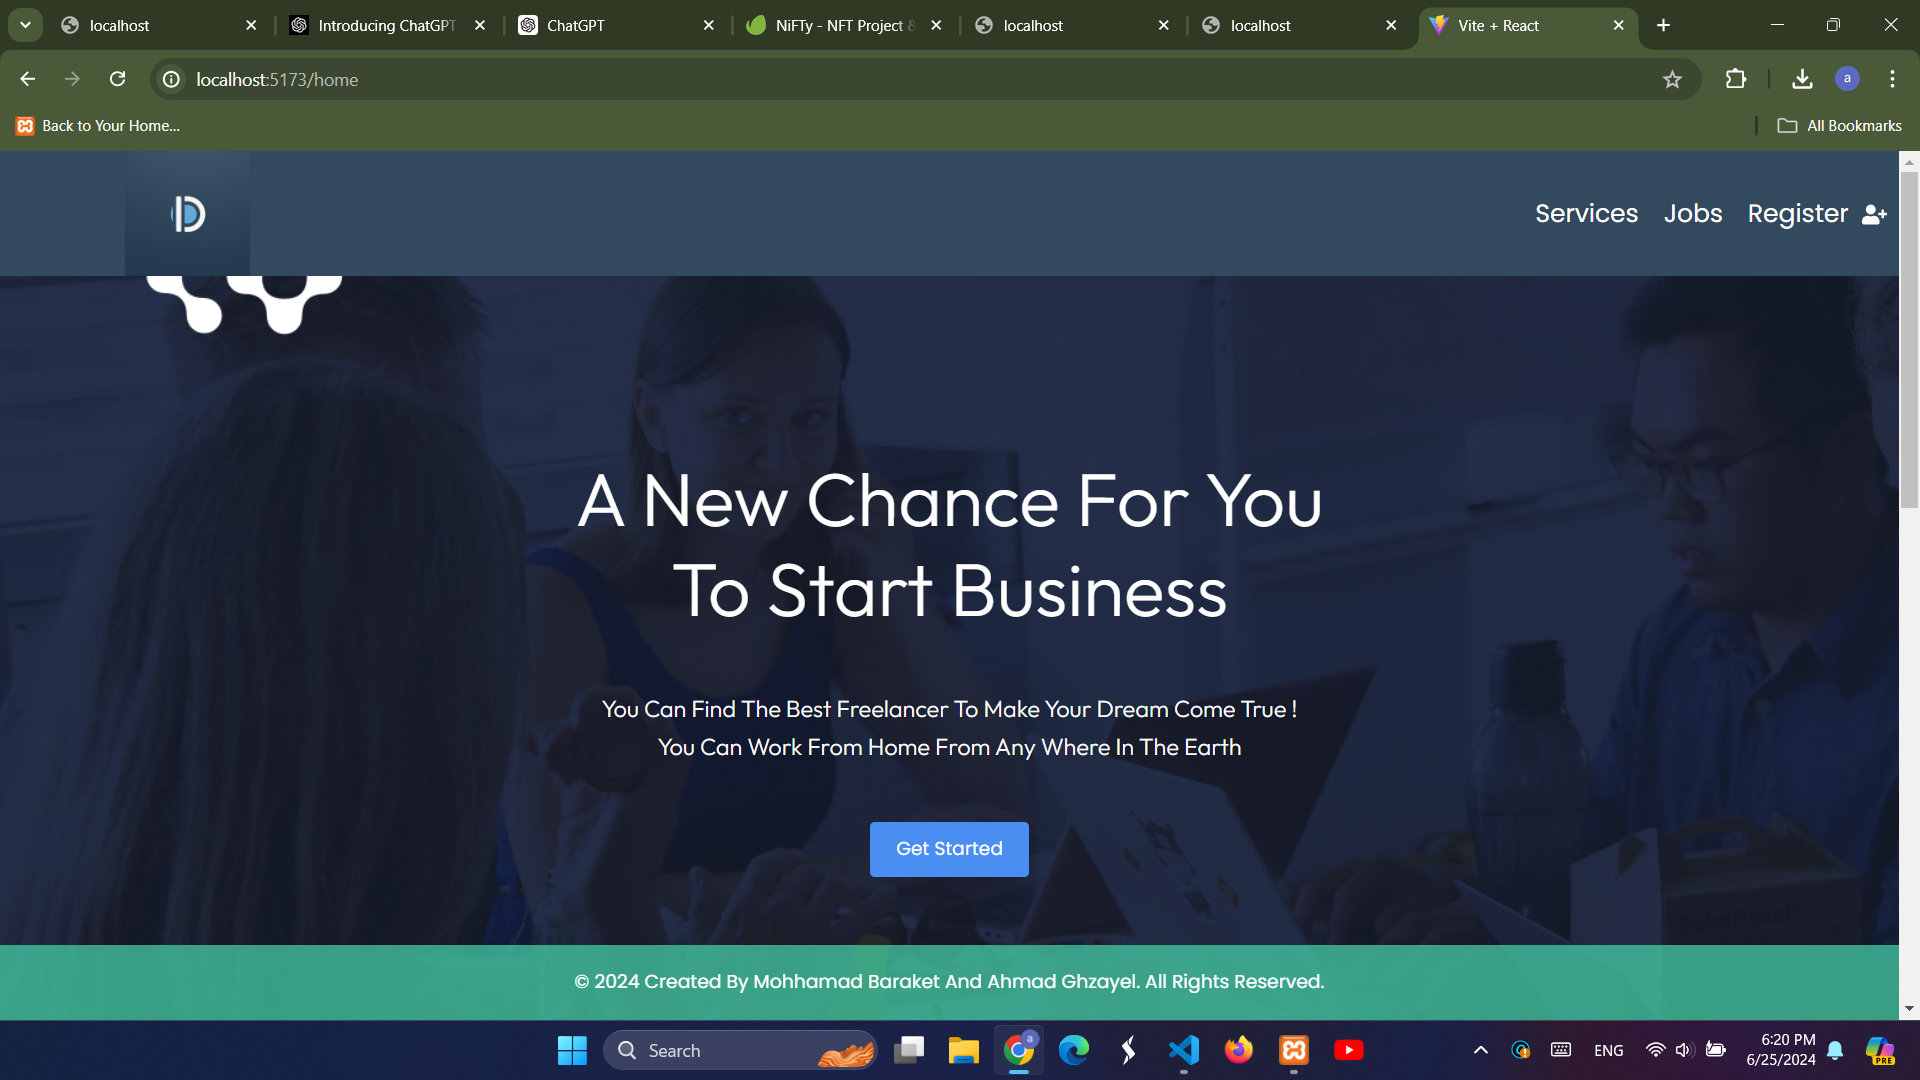 localhost
Introducing ChatGPT
ChatGPT
NiFTy - NFT Project &
localhost
localhost
Vite + React
localhost:5173/home
a
Back to Your Home...
All Bookmarks
Services Jobs Register
A New Chance For You
To Start Business
You Can Find The Best Freelancer To Make Your Dream Come True !
You Can Work From Home From Any Where In The Earth
Get Started
© 2024 Created By Mohhamad Baraket And Ahmad Ghzayel. All Rights Reserved.
Search
a
ENG
6:20 PM
6/25/2024
PRE